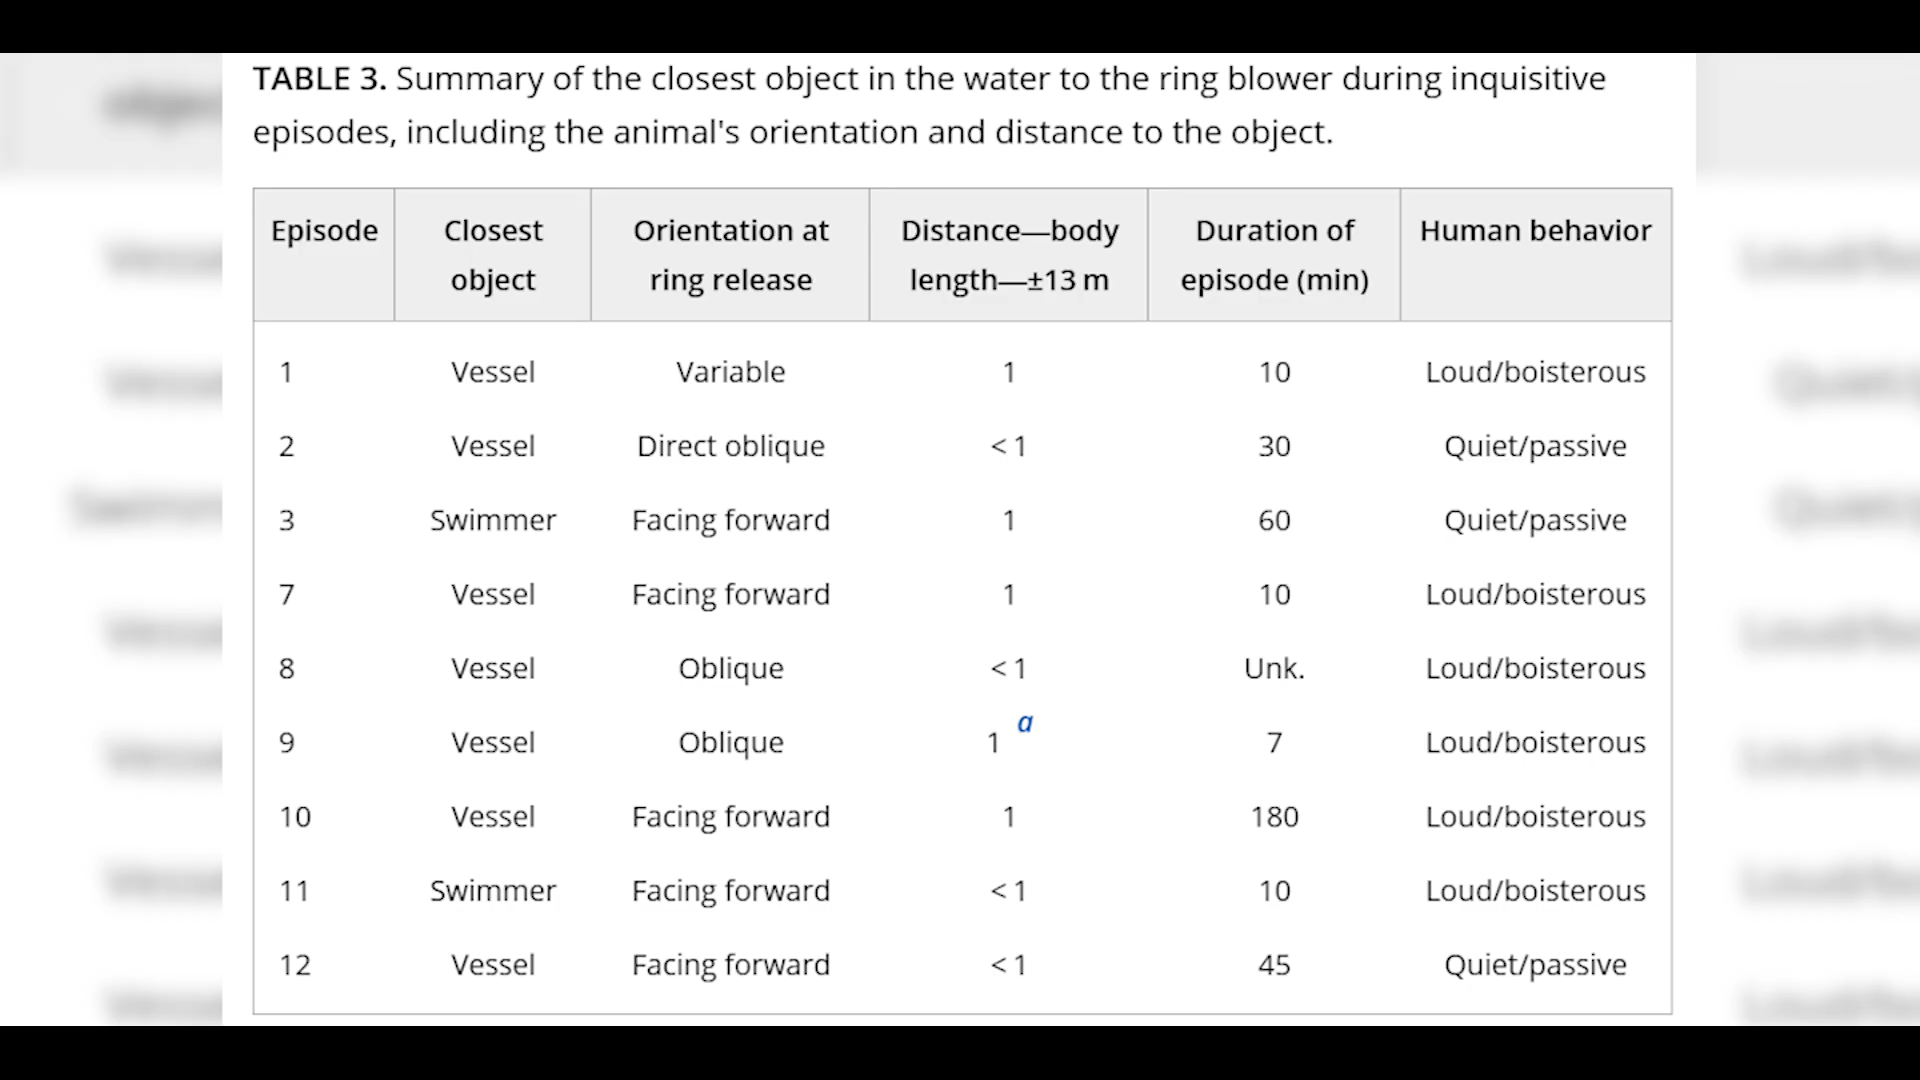 TABLE 3. Summary of the closest object in the water to the ring blower during inquisitive
episodes, including the animal's orientation and distance to the object.
Episode Closest object Orientation at ring release Distance—body length—±13 m Duration of episode (min) Human behavior
1 Vessel Variable 1 10 Loud/boisterous
2 Vessel Direct oblique < 1 30 Quiet/passive
3 Swimmer Facing forward 1 60 Quiet/passive
7 Vessel Facing forward 1 10 Loud/boisterous
8 Vessel Oblique < 1 Unk. Loud/boisterous
9 Vessel Oblique 1 a 7 Loud/boisterous
10 Vessel Facing forward 1 180 Loud/boisterous
11 Swimmer Facing forward < 1 10 Loud/boisterous
12 Vessel Facing forward < 1 45 Quiet/passive